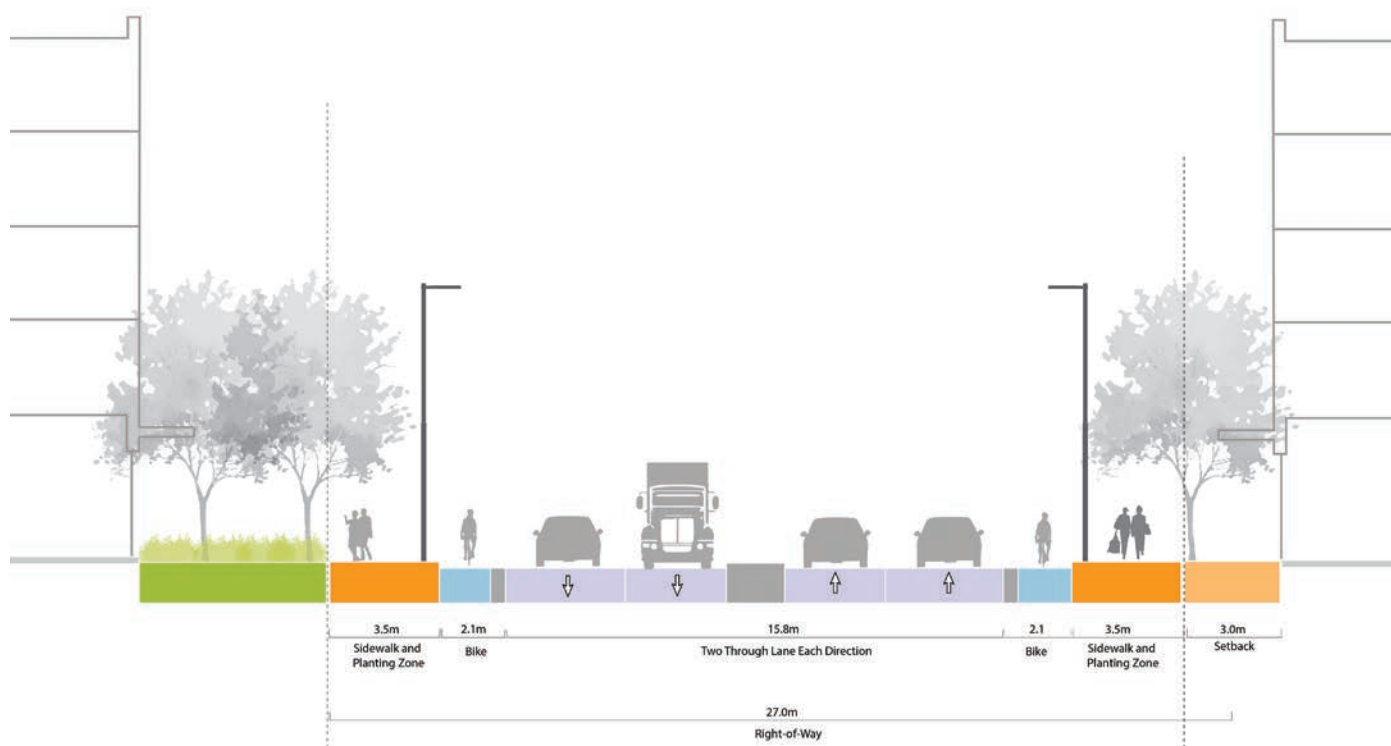 3.5m
Sidewalk and
Planting Zone
2.1m
Bike
15.8m
Two Through Lane Each Direction
2.1
Bike
3.5m
Sidewalk and
Planting Zone
3.0m
Setback
27.0m
Right-of-Way